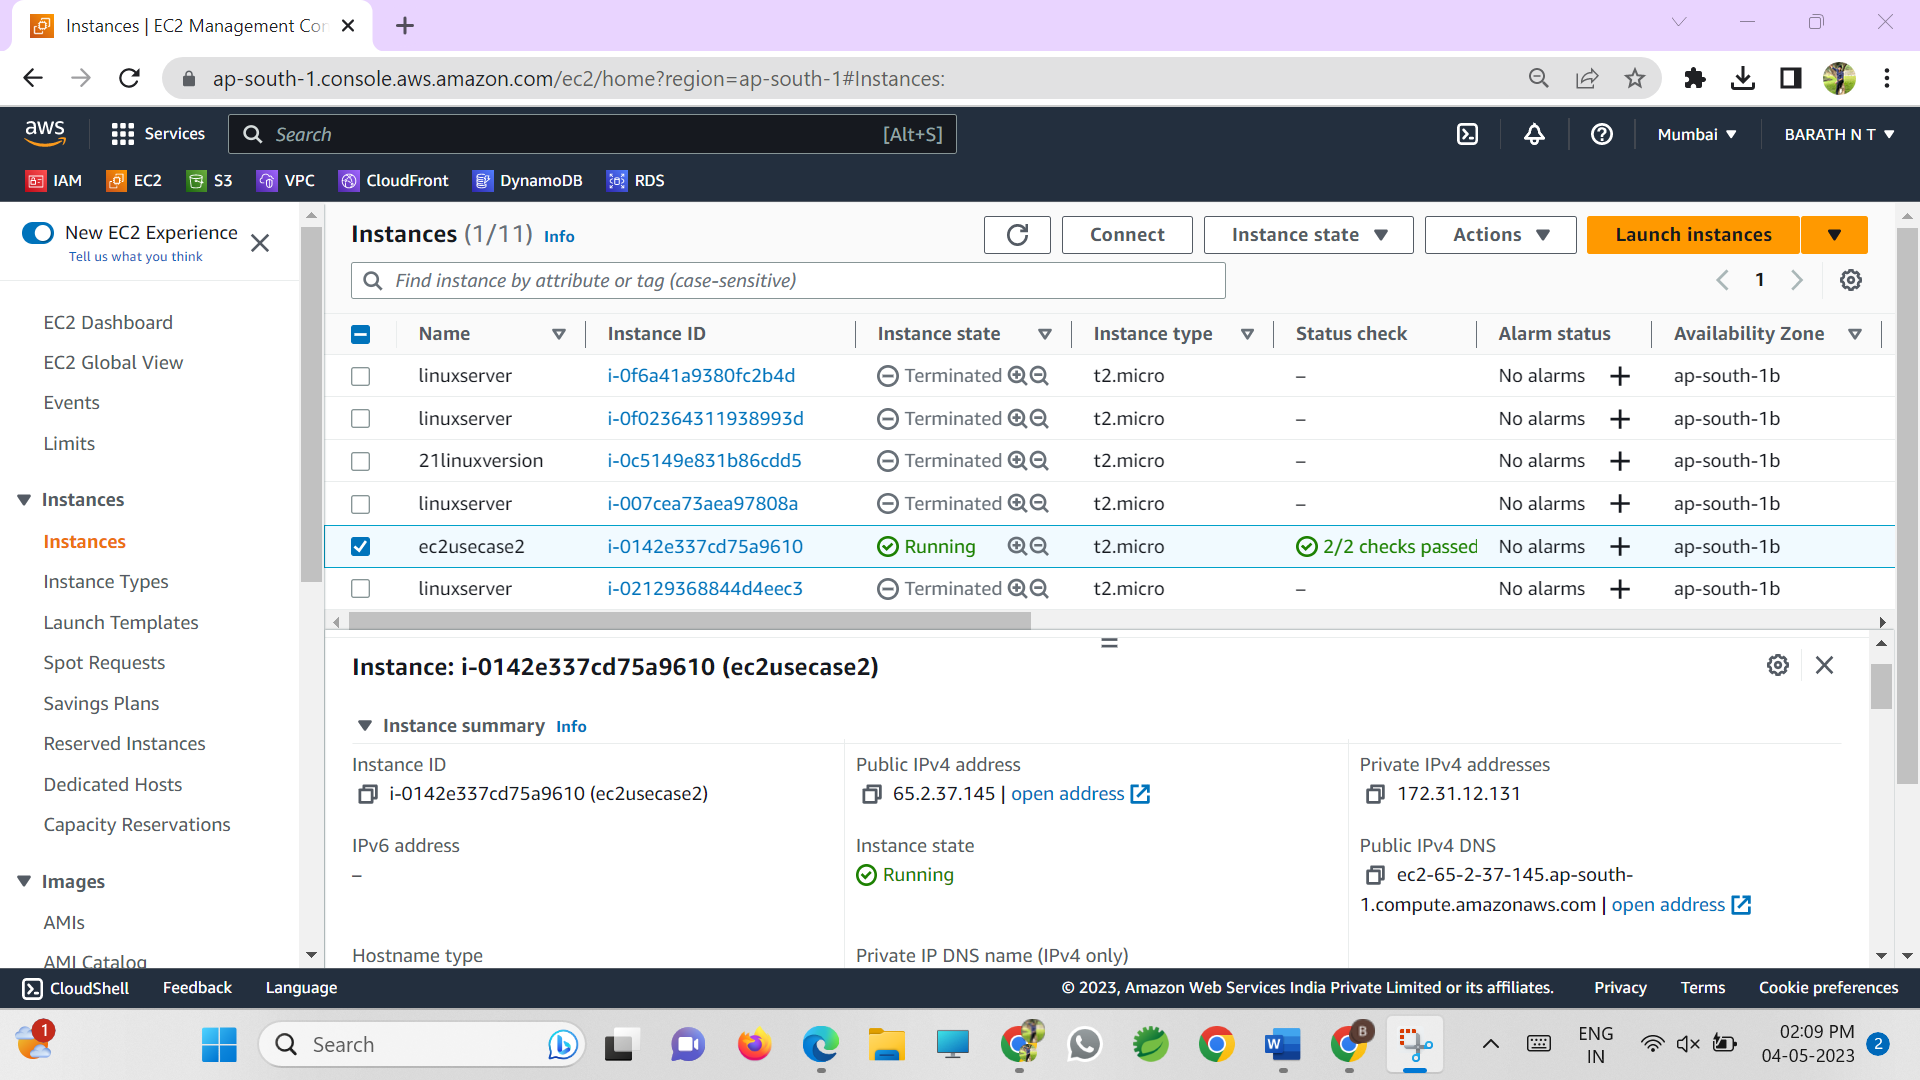 Instances | EC2 Management Con
ap-south-1.console.aws.amazon.com/ec2/home?region=ap-south-1#Instances:
aws
Services
Search
[Alt+S]
Mumbai
BARATH N T
IAM
EC2
S3
VPC
CloudFront
DynamoDB
RDS
New EC2 Experience
Tell us what you think
EC2 Dashboard
EC2 Global View
Events
Limits
Instances
Instances
Instance Types
Launch Templates
Spot Requests
Savings Plans
Reserved Instances
Dedicated Hosts
Capacity Reservations
Images
AMIs
AMI Catalog
Instances (1/11) Info
Connect
Instance state
Actions
Launch instances
Find instance by attribute or tag (case-sensitive)
1
Name Instance ID Instance state Instance type Status check Alarm status Availability Zone
linuxserver i-0f6a41a9380fc2b4d Terminated t2.micro – No alarms + ap-south-1b
linuxserver i-0f02364311938993d Terminated t2.micro – No alarms + ap-south-1b
21linuxversion i-0c5149e831b86cdd5 Terminated t2.micro – No alarms + ap-south-1b
linuxserver i-007cea73aea97808a Terminated t2.micro – No alarms + ap-south-1b
ec2usecase2 i-0142e337cd75a9610 Running t2.micro 2/2 checks passed No alarms + ap-south-1b
linuxserver i-02129368844d4eec3 Terminated t2.micro – No alarms + ap-south-1b
Instance: i-0142e337cd75a9610 (ec2usecase2)
Instance summary Info
Instance ID
i-0142e337cd75a9610 (ec2usecase2)
Public IPv4 address
65.2.37.145 | open address
Private IPv4 addresses
172.31.12.131
IPv6 address
–
Instance state
Running
Public IPv4 DNS
ec2-65-2-37-145.ap-south-
1.compute.amazonaws.com | open address
Hostname type
Private IP DNS name (IPv4 only)
CloudShell
Feedback
Language
© 2023, Amazon Web Services India Private Limited or its affiliates.
Privacy
Terms
Cookie preferences
1
Search
B
ENG
IN
02:09 PM
04-05-2023
2